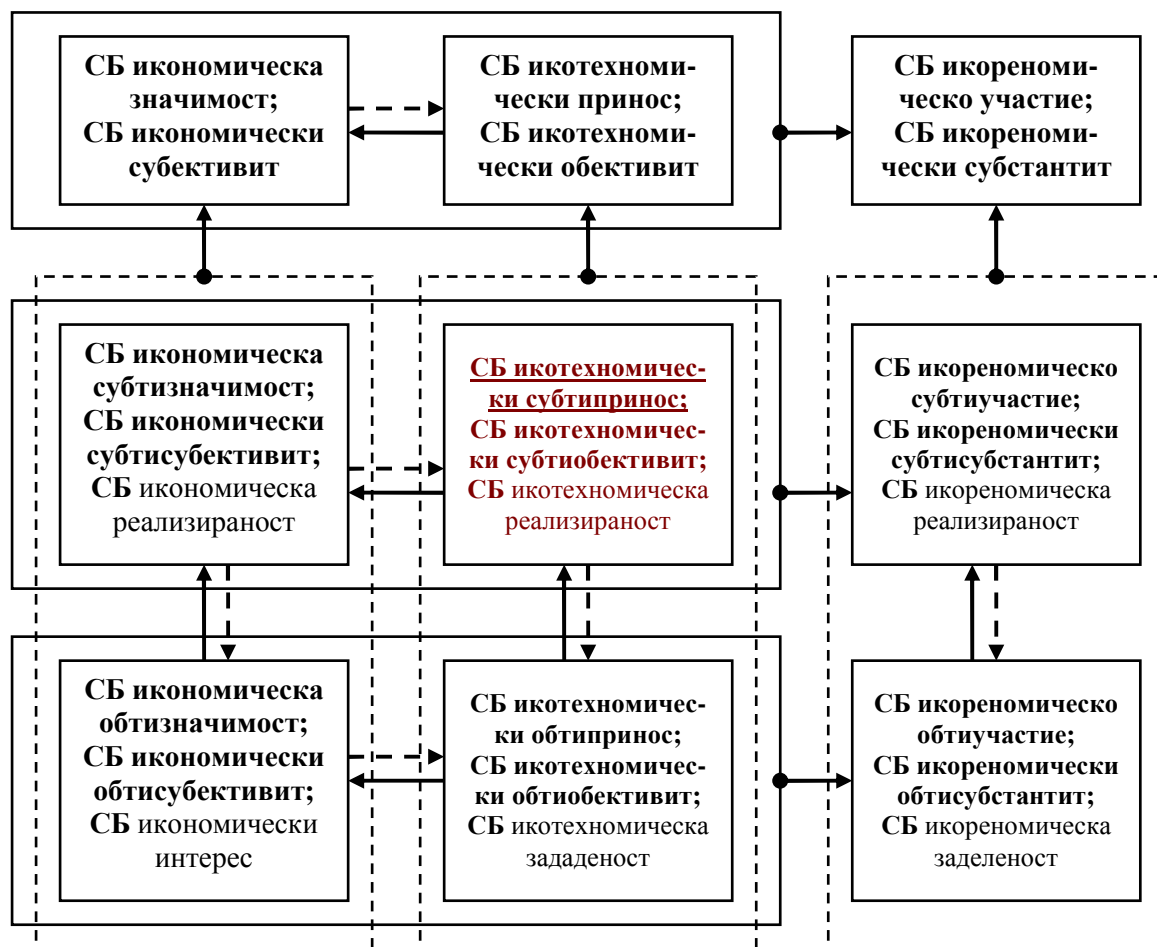 СБ икономическа
значимост;
СБ икономически
субективит
СБ икотехноми-
чески принос;
СБ икотехноми-
чески обективит
СБ икореноми-
ческо участие;
СБ икореноми-
чески субстантит
СБ икономическа
субтизначимост;
СБ икономически
субтисубективит;
СБ икономическа
реализираност
СБ икотехномичес-
ки субтипринос;
СБ икотехномичес-
ки субтиобективит;
СБ икотехномическа
реализираност
СБ икореномическо
субтиучастие;
СБ икореномически
субтисубстантит;
СБ икореномическа
реализираност
СБ икономическа
обтизначимост;
СБ икономически
обтисубективит;
СБ икономически
интерес
СБ икотехномичес-
ки обтипринос;
СБ икотехномичес-
ки обтиобективит;
СБ икотехномическа
зададеност
СБ икореномическо
обтиучастие;
СБ икореномически
обтисубстантит;
СБ икореномическа
заделеност